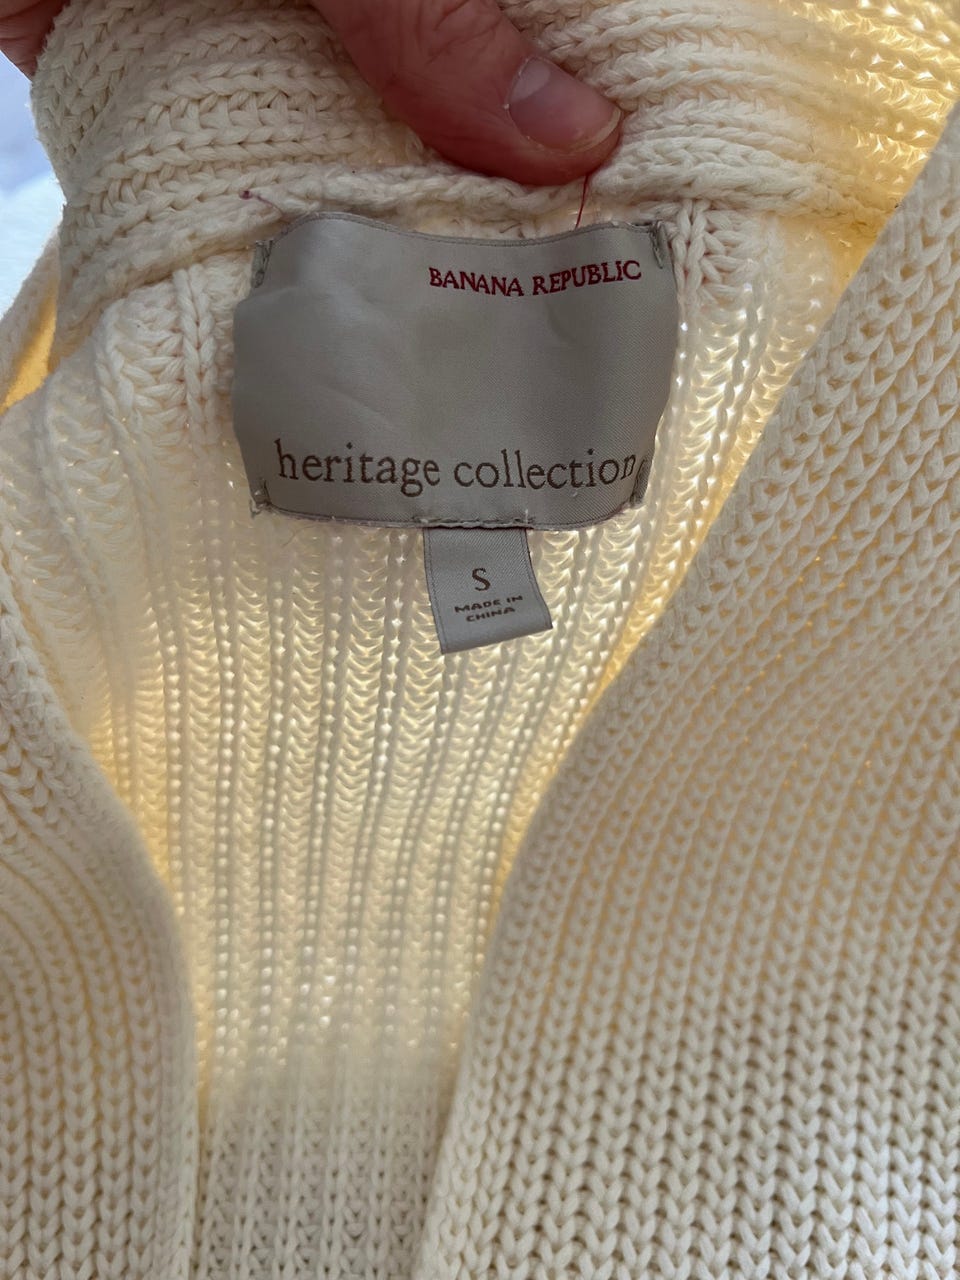 BANANA REPUBLIC
heritage collection
S
MADE IN
CHINA